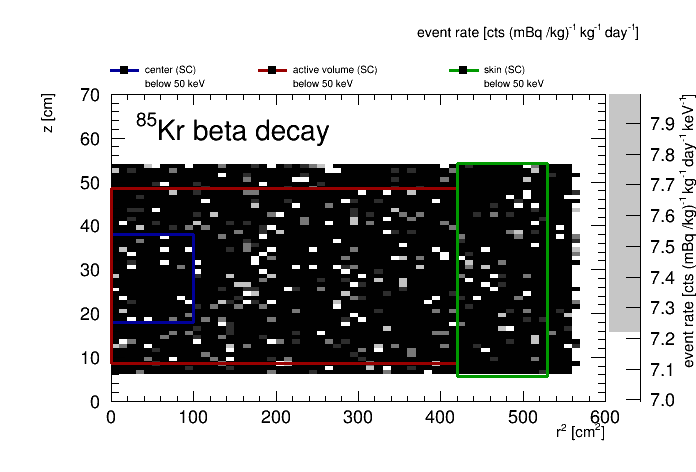 event rate [cts (mBq /kg)⁻¹ kg⁻¹ day⁻¹]
center (SC)
below 50 keV
active volume (SC)
below 50 keV
skin (SC)
below 50 keV
z [cm]
70
60
50
40
30
20
10
0
⁸⁵Kr beta decay
0
100
200
300
400
500
600
r² [cm²]
7.9
7.8
7.7
7.6
7.5
7.4
7.3
7.2
7.1
7.0
event rate [cts (mBq /kg)⁻¹ kg⁻¹ day⁻¹ keV⁻¹]